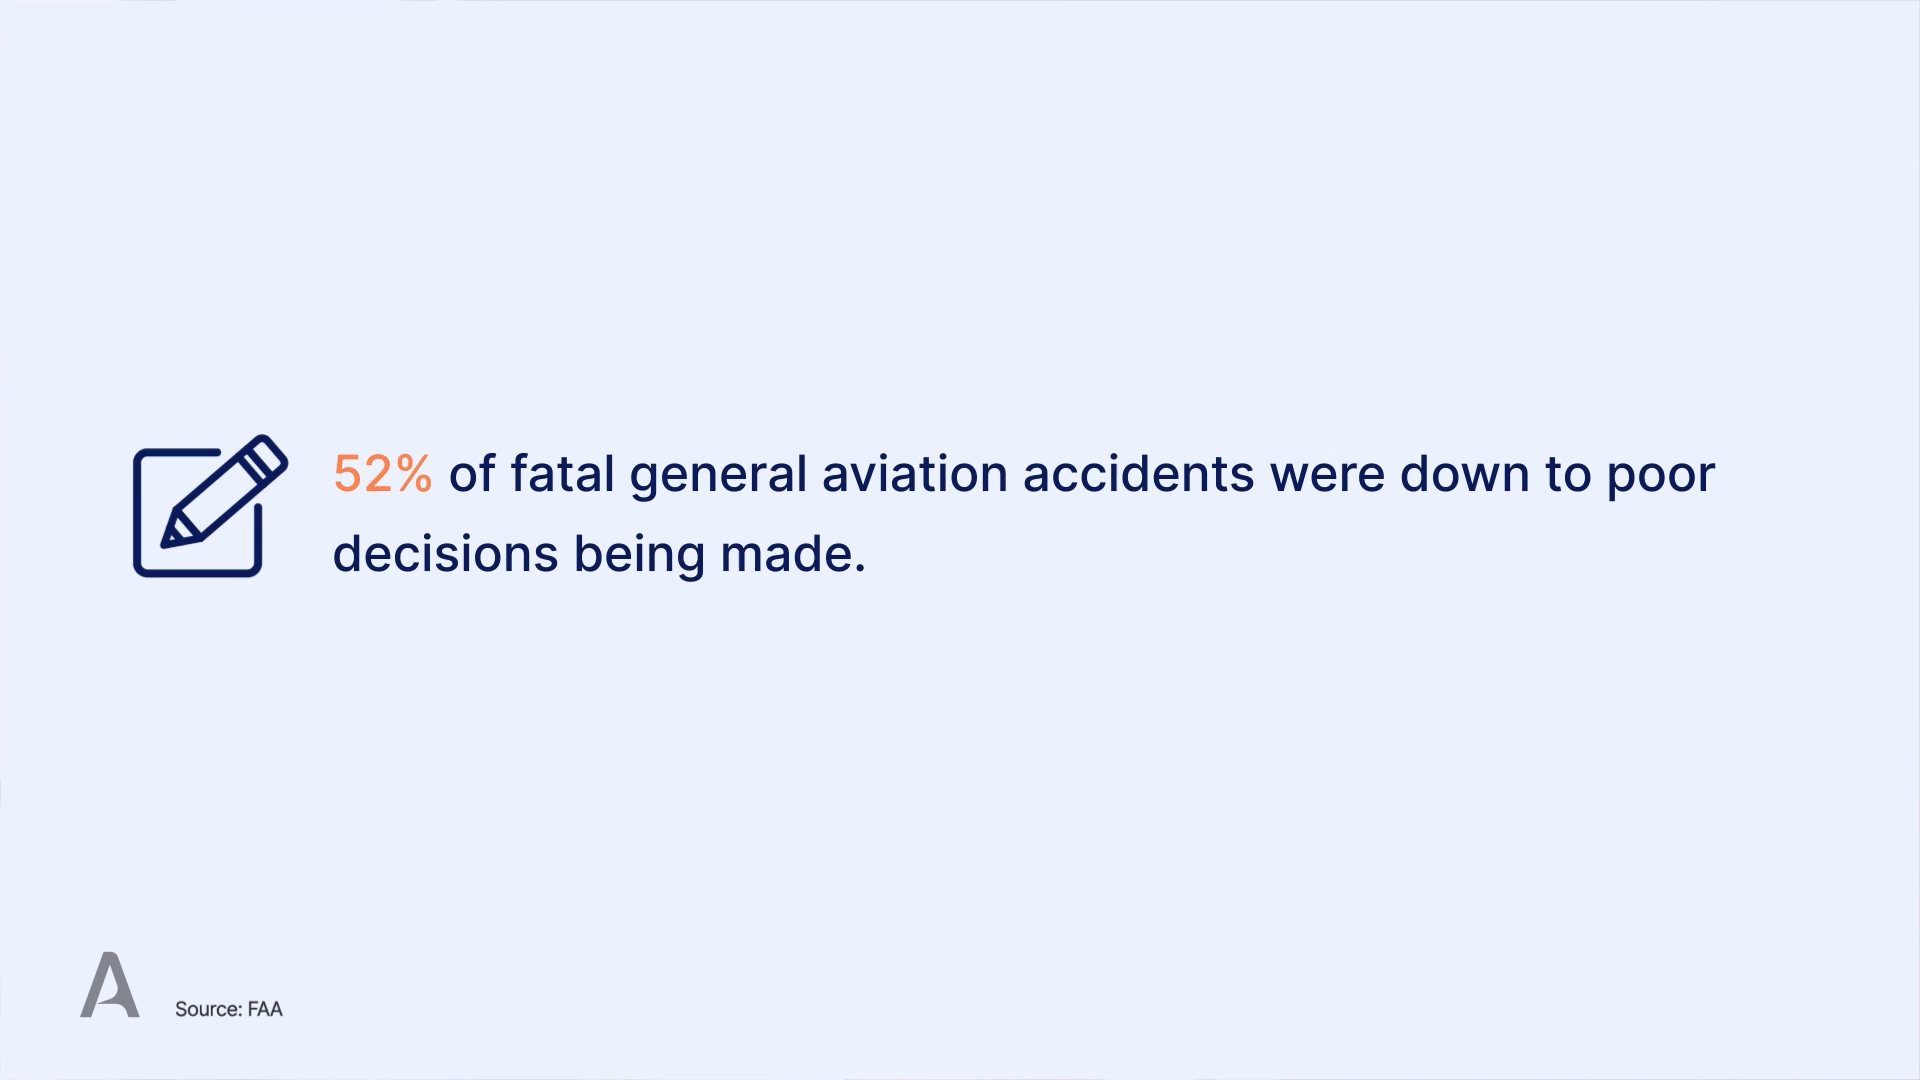 52% of fatal general aviation accidents were down to poor
decisions being made.
Source: FAA